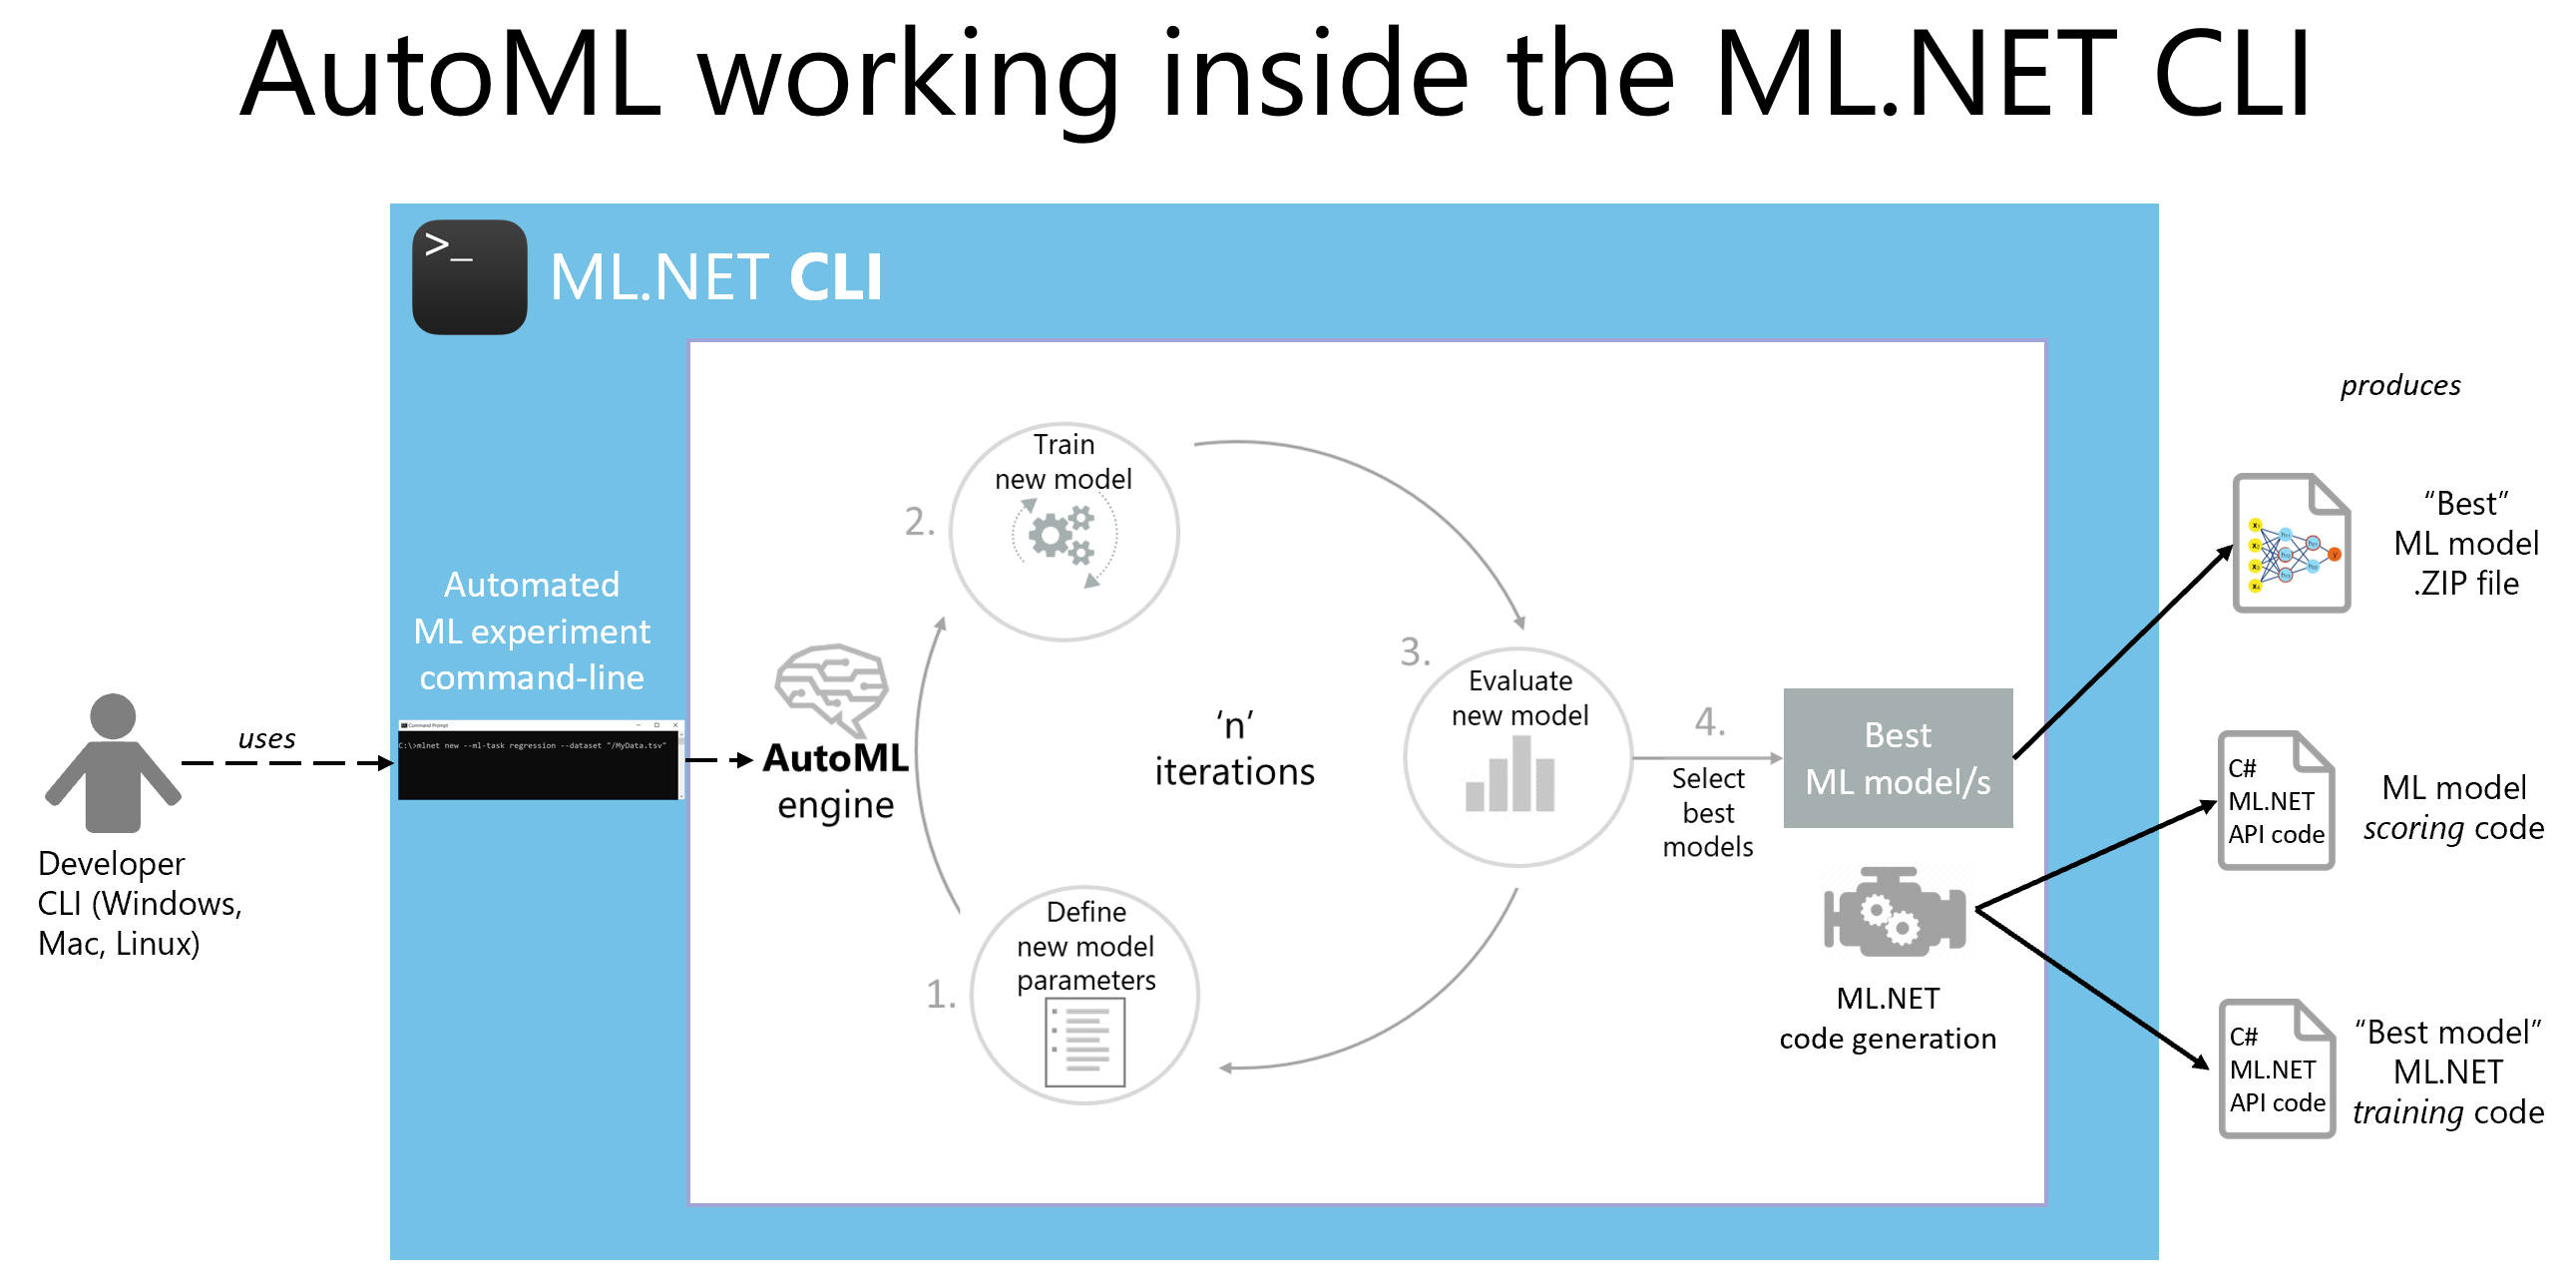 AutoML working inside the ML.NET CLI
>_
ML.NET CLI
Automated
ML experiment
command-line
Command Prompt
C:\>mlnet new --ml-task regression --dataset "/MyData.tsv"
uses
Developer
CLI (Windows,
Mac, Linux)
AutoML
engine
1.
Define
new model
parameters
2.
Train
new model
‘n’
iterations
3.
Evaluate
new model
4.
Select
best
models
Best
ML model/s
ML.NET
code generation
produces
“Best”
ML model
.ZIP file
C#
ML.NET
API code
ML model
scoring code
C#
ML.NET
API code
“Best model”
ML.NET
training code